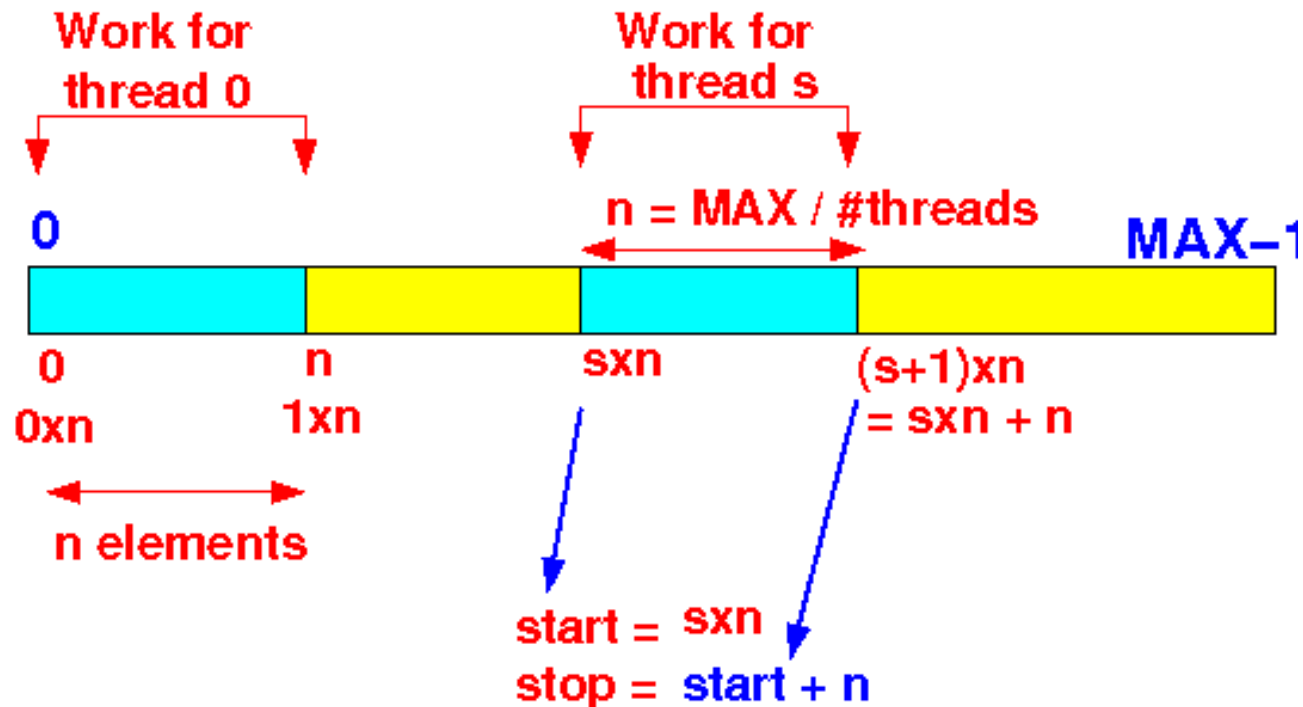 Work for
thread 0
Work for
thread s
n = MAX / #threads
0
MAX–1
0
n
sxn
(s+1)xn
0xn
1xn
= sxn + n
n elements
start = sxn
stop = start + n